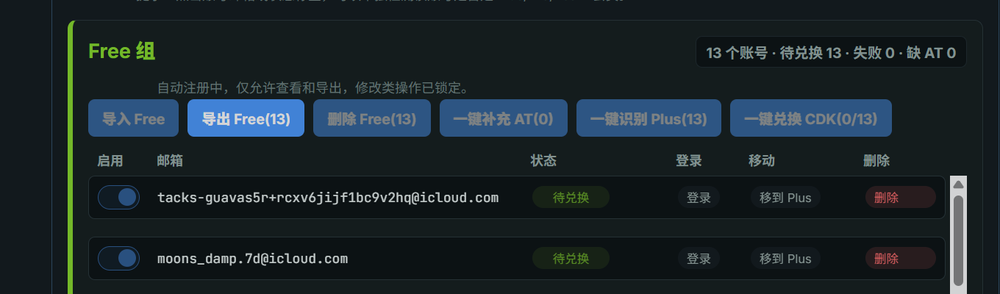 Free 组
13 个账号 · 待兑换 13 · 失败 0 · 缺 AT 0
自动注册中，仅允许查看和导出，修改类操作已锁定。
导入 Free 导出 Free(13) 删除 Free(13) 一键补充 AT(0) 一键识别 Plus(13) 一键兑换 CDK(0/13)
启用 邮箱 状态 登录 移动 删除
tacks-guavas5r+rcxv6jijf1bc9v2hq@icloud.com 待兑换 登录 移到 Plus 删除
moons_damp.7d@icloud.com 待兑换 登录 移到 Plus 删除